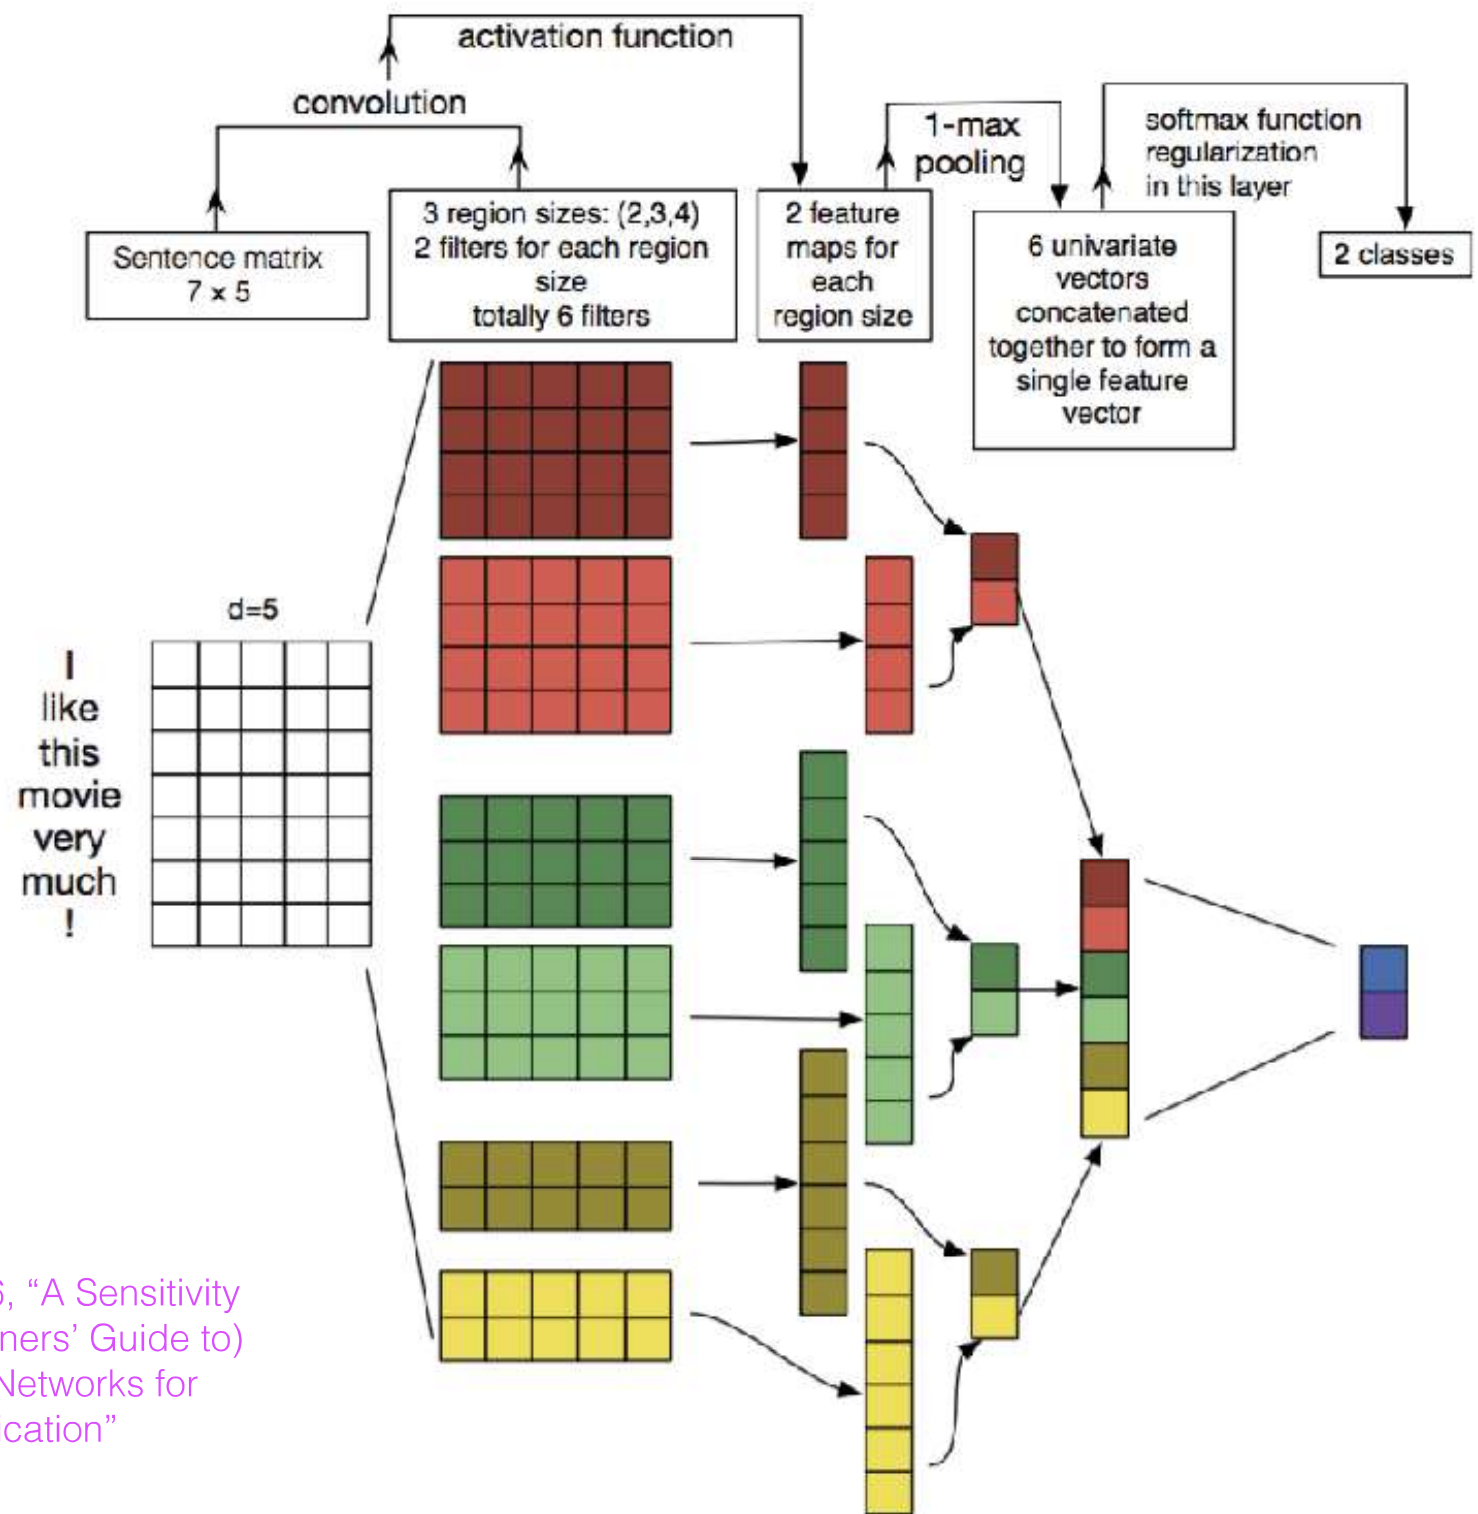 activation function
convolution
1-max
pooling
softmax function
regularization
in this layer
Sentence matrix
7 x 5
3 region sizes: (2,3,4)
2 filters for each region
size
totally 6 filters
2 feature
maps for
each
region size
6 univariate
vectors
concatenated
together to form a
single feature
vector
2 classes
d=5
I
like
this
movie
very
much
!
, “A Sensitivity
Guide to)
Networks for